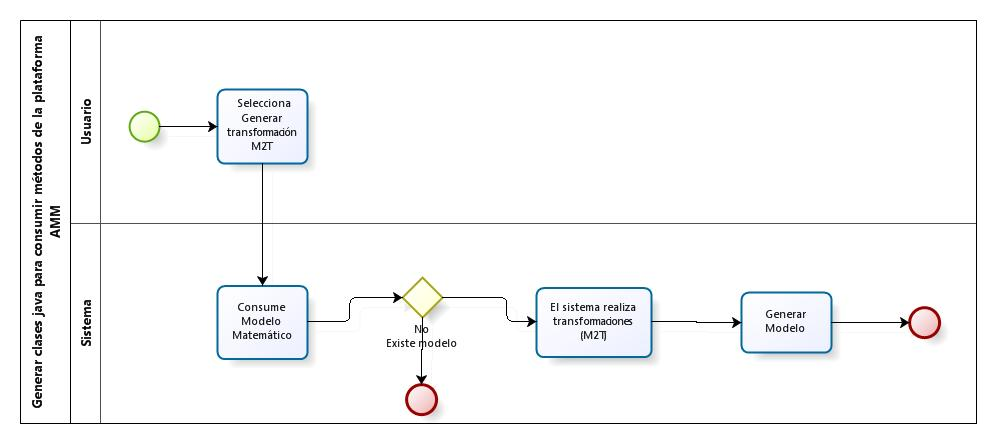 Generar clases java para consumir métodos de la plataforma
AMM
Usuario
Selecciona
Generar
transformación
M2T
Sistema
Consume
Modelo
Matemático
No
Existe modelo
El sistema realiza
transformaciones
(M2T)
Generar
Modelo